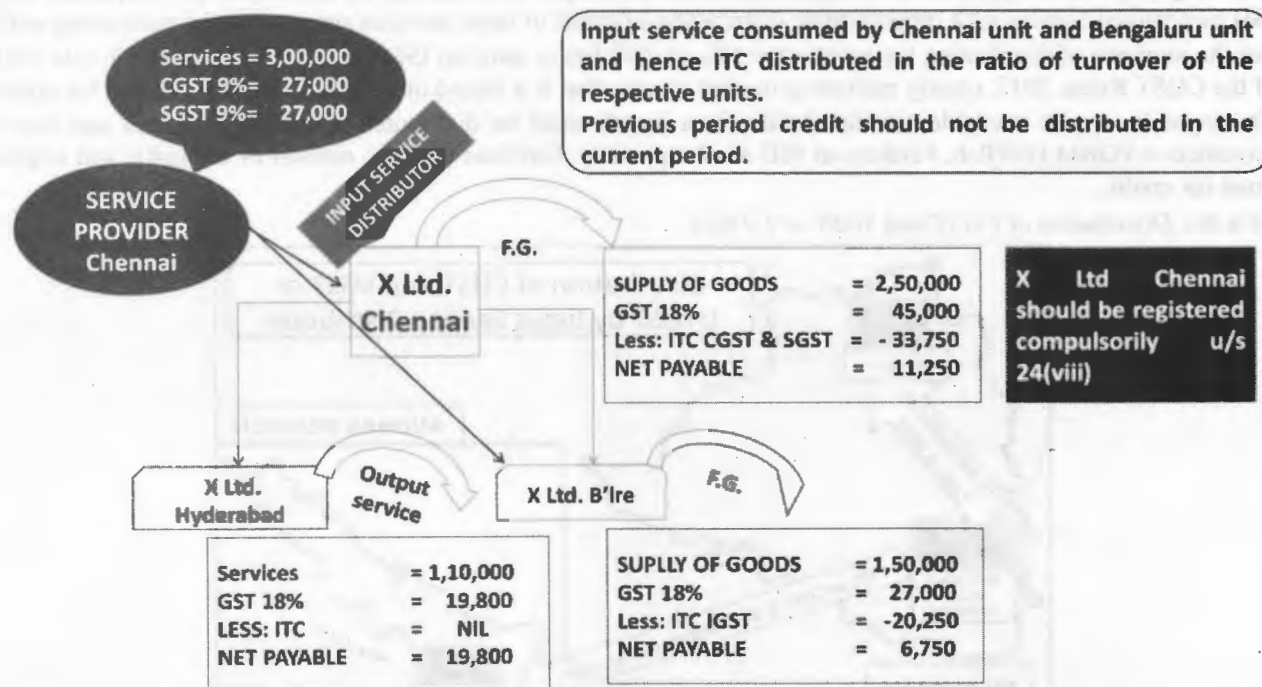 Services = 3,00,000
CGST 9%= 27;000
SGST 9%= 27,000
SERVICE
PROVIDER
Chennai
INPUT SERVICE
DISTRIBUTOR
Input service consumed by Chennai unit and Bengaluru unit
and hence ITC distributed in the ratio of turnover of the
respective units.
Previous period credit should not be distributed in the
current period.
X Ltd.
Chennai
F.G.
SUPLLY OF GOODS = 2,50,000
GST 18% = 45,000
Less: ITC CGST & SGST = - 33,750
NET PAYABLE = 11,250
X Ltd Chennai
should be registered
compulsorily u/s
24(viii)
X Ltd.
Hyderabad
Output
service
X Ltd. B'lre
F.G.
Services = 1,10,000
GST 18% = 19,800
LESS: ITC = NIL
NET PAYABLE = 19,800
SUPLLY OF GOODS = 1,50,000
GST 18% = 27,000
Less: ITC IGST = -20,250
NET PAYABLE = 6,750